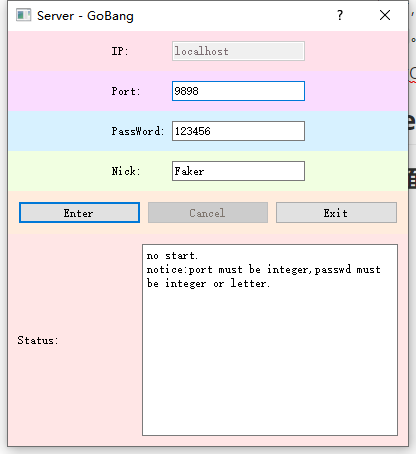 Server - GoBang
?
IP: localhost
Port: 9898
PassWord: 123456
Nick: Faker
Enter Cancel Exit
no start.
notice:port must be integer,passwd must
be integer or letter.
Status: